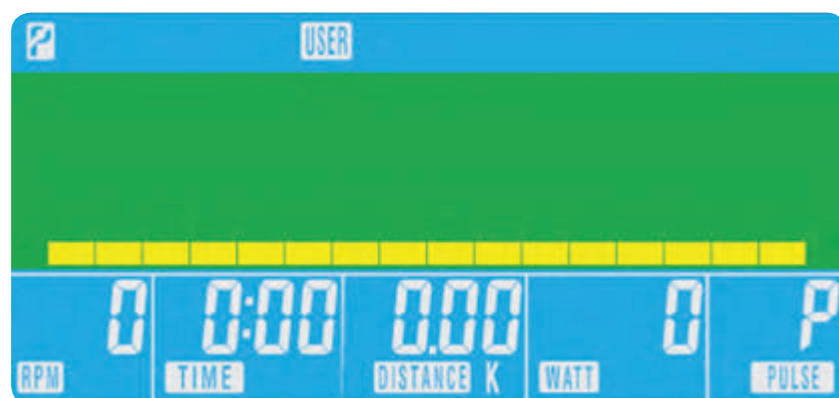 P USER
0 0:00 0.00 0 P
RPM TIME DISTANCE K WATT PULSE